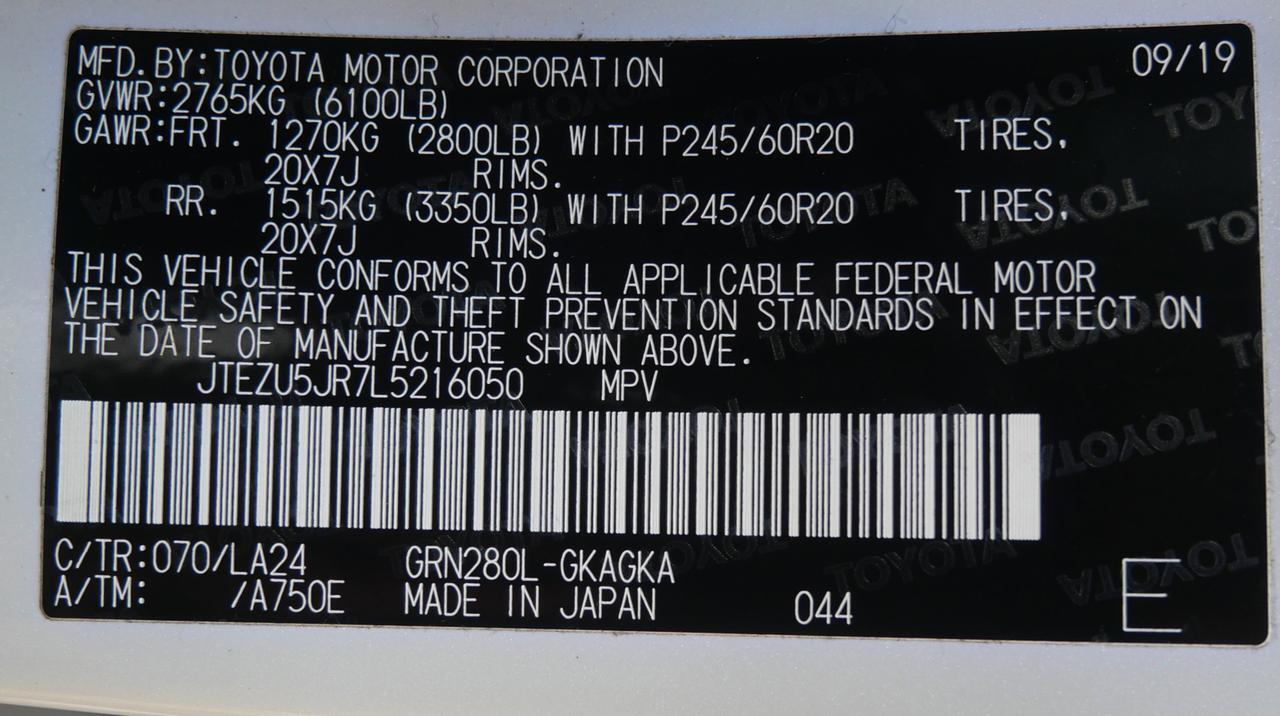 MFD.BY:TOYOTA MOTOR CORPORATION 09/19
GVWR:2765KG (6100LB)
GAWR:FRT. 1270KG (2800LB) WITH P245/60R20 TIRES,
20X7J RIMS.
RR. 1515KG (3350LB) WITH P245/60R20 TIRES,
20X7J RIMS.
THIS VEHICLE CONFORMS TO ALL APPLICABLE FEDERAL MOTOR
VEHICLE SAFETY AND THEFT PREVENTION STANDARDS IN EFFECT ON
THE DATE OF MANUFACTURE SHOWN ABOVE.
JTEZU5JR7L5216050 MPV
C/TR:070/LA24 GRN280L-GKAGKA
A/TM: /A750E MADE IN JAPAN 044 E